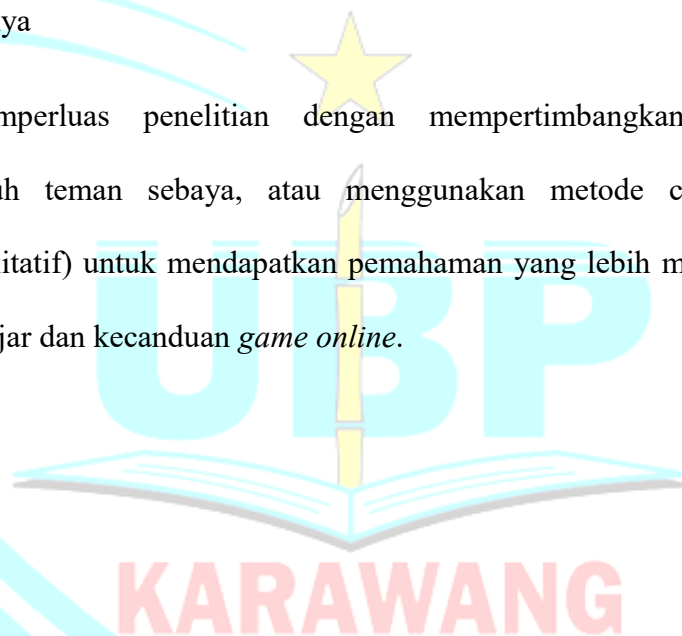 ya
mperluas penelitian dengan mempertimbangkan
uh teman sebaya, atau menggunakan metode c
itatif) untuk mendapatkan pemahaman yang lebih m
jar dan kecanduan game online.
UBP
KARAWANG